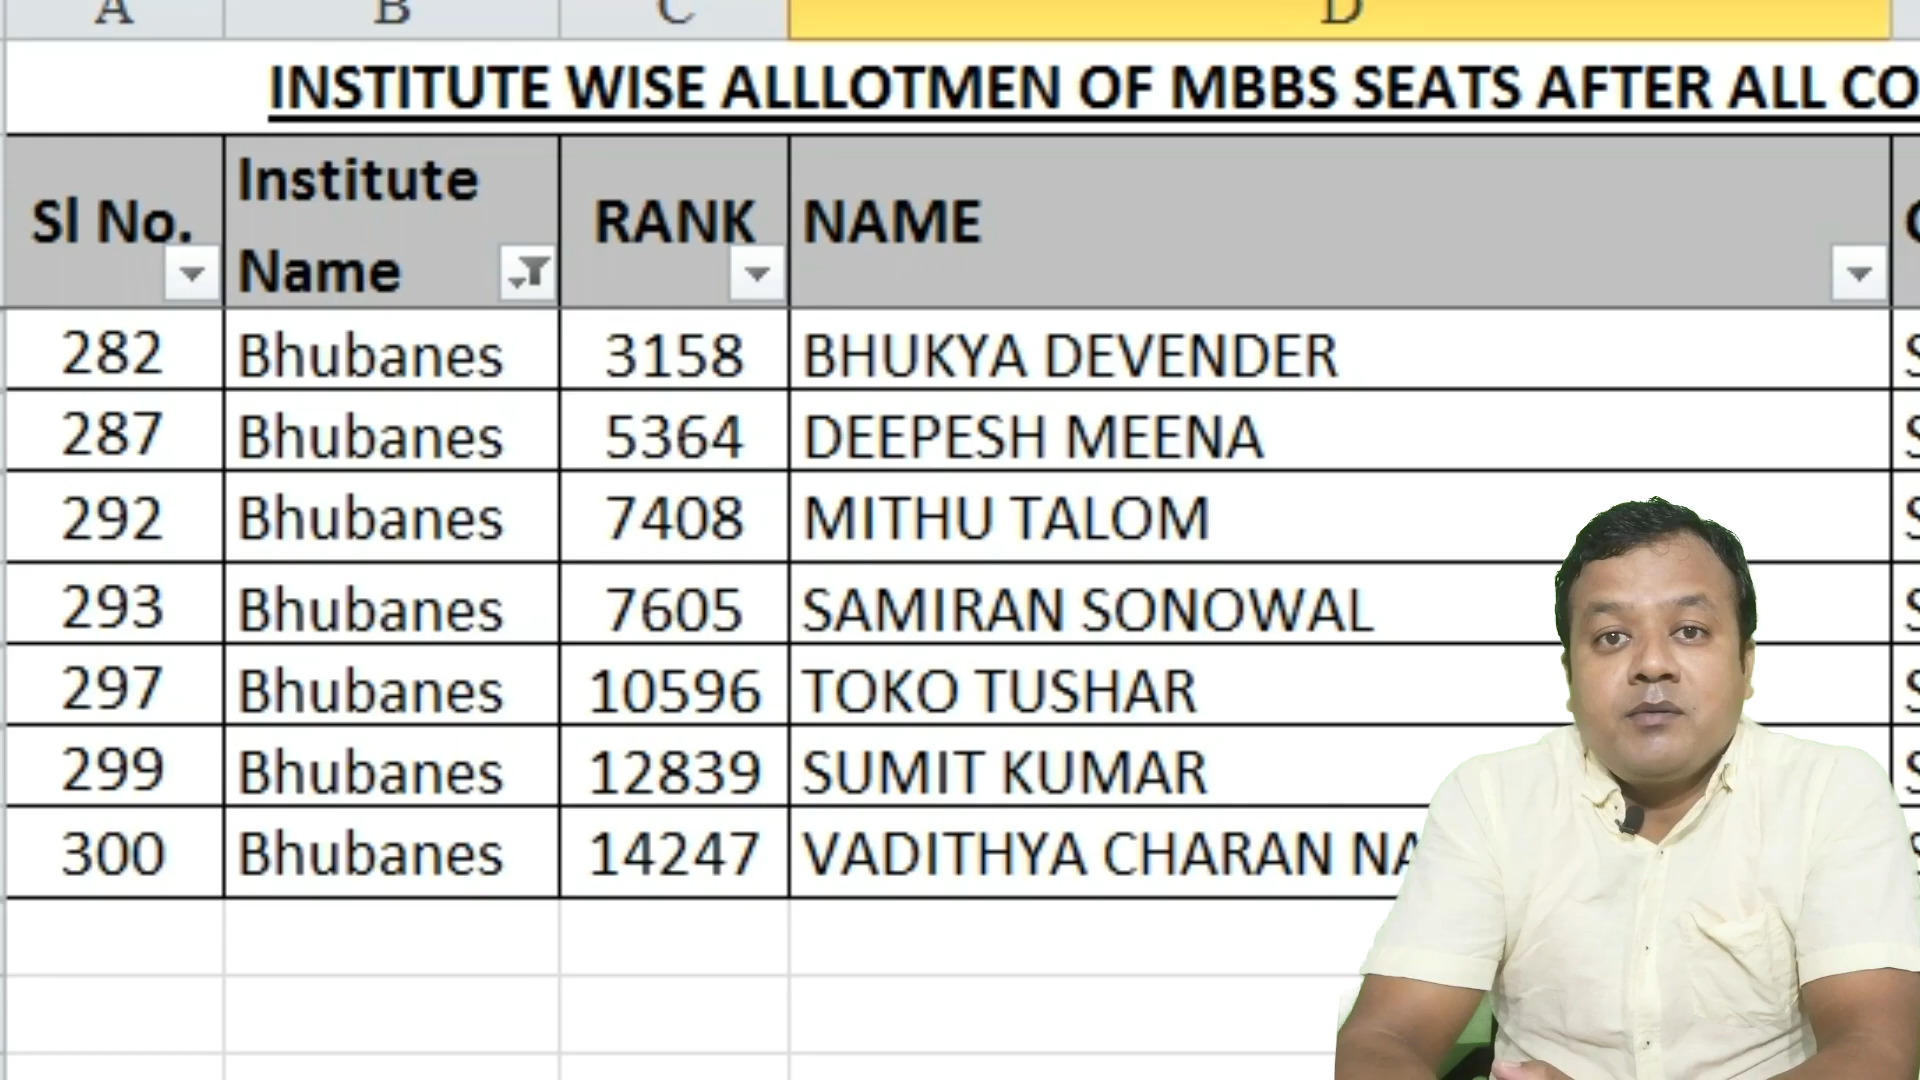 A B C D
INSTITUTE WISE ALLLOTMEN OF MBBS SEATS AFTER ALL CO
Sl No. Institute Name RANK NAME
282 Bhubanes 3158 BHUKYA DEVENDER S
287 Bhubanes 5364 DEEPESH MEENA S
292 Bhubanes 7408 MITHU TALOM S
293 Bhubanes 7605 SAMIRAN SONOWAL S
297 Bhubanes 10596 TOKO TUSHAR S
299 Bhubanes 12839 SUMIT KUMAR S
300 Bhubanes 14247 VADITHYA CHARAN NA